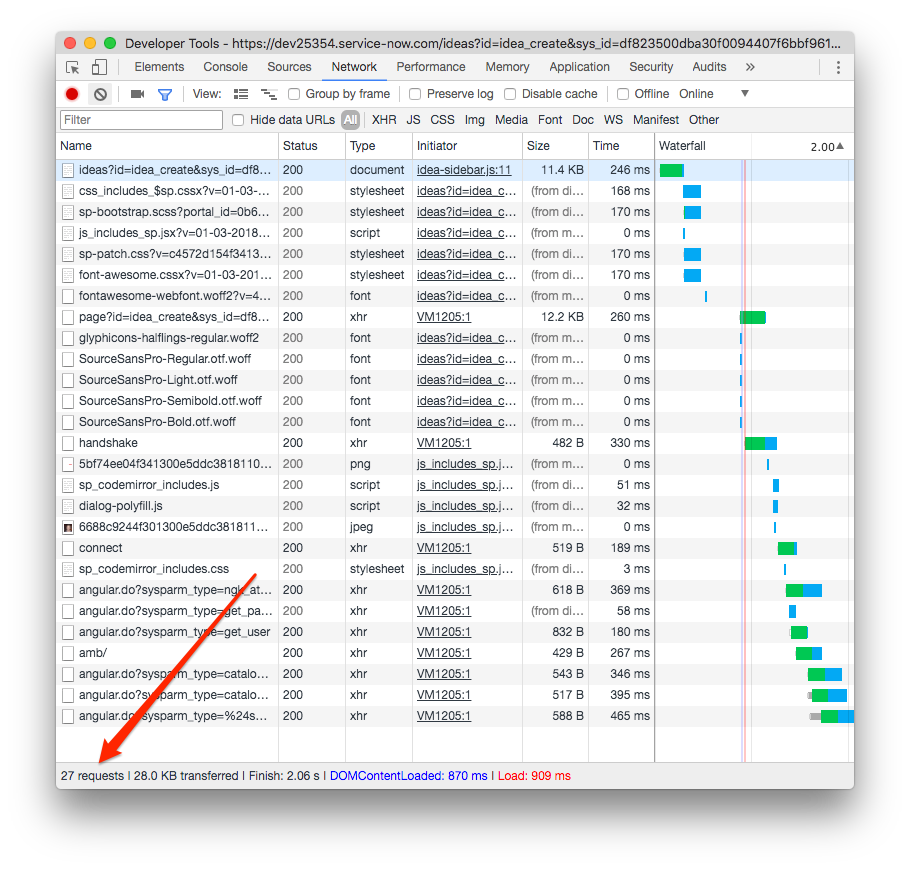 Developer Tools - https://dev25354.service-now.com/ideas?id=idea_create&sys_id=df823500dba30f0094407f6bbf961...
Elements Console Sources Network Performance Memory Application Security Audits »
View: Group by frame Preserve log Disable cache Offline Online
Filter Hide data URLs All XHR JS CSS Img Media Font Doc WS Manifest Other
Name Status Type Initiator Size Time Waterfall 2.00
ideas?id=idea_create&sys_id=df8... 200 document idea-sidebar.js:11 11.4 KB 246 ms
css_includes_$sp.cssx?v=01-03-... 200 stylesheet ideas?id=idea_c... (from di... 168 ms
sp-bootstrap.scss?portal_id=0b6... 200 stylesheet ideas?id=idea_c... (from di... 170 ms
js_includes_sp.jsx?v=01-03-2018... 200 script ideas?id=idea_c... (from m... 0 ms
sp-patch.css?v=c4572d154f3413... 200 stylesheet ideas?id=idea_c... (from di... 170 ms
font-awesome.cssx?v=01-03-201... 200 stylesheet ideas?id=idea_c... (from di... 170 ms
fontawesome-webfont.woff2?v=4... 200 font ideas?id=idea_c... (from m... 0 ms
page?id=idea_create&sys_id=df8... 200 xhr VM1205:1 12.2 KB 260 ms
glyphicons-halflings-regular.woff2 200 font ideas?id=idea_c... (from m... 0 ms
SourceSansPro-Regular.otf.woff 200 font ideas?id=idea_c... (from m... 0 ms
SourceSansPro-Light.otf.woff 200 font ideas?id=idea_c... (from m... 0 ms
SourceSansPro-Semibold.otf.woff 200 font ideas?id=idea_c... (from m... 0 ms
SourceSansPro-Bold.otf.woff 200 font ideas?id=idea_c... (from m... 0 ms
handshake 200 xhr VM1205:1 482 B 330 ms
5bf74ee04f341300e5ddc3818110... 200 png js_includes_sp.j... (from m... 0 ms
sp_codemirror_includes.js 200 script js_includes_sp.j... (from di... 51 ms
dialog-polyfill.js 200 script js_includes_sp.j... (from di... 32 ms
6688c9244f301300e5ddc381811... 200 jpeg js_includes_sp.j... (from m... 0 ms
connect 200 xhr VM1205:1 519 B 189 ms
sp_codemirror_includes.css 200 stylesheet js_includes_sp.j... (from di... 3 ms
angular.do?sysparm_type=ngk_at... 200 xhr VM1205:1 618 B 369 ms
angular.do?sysparm_type=get_pa... 200 xhr VM1205:1 (from di... 58 ms
angular.do?sysparm_type=get_user 200 xhr VM1205:1 832 B 180 ms
amb/ 200 xhr VM1205:1 429 B 267 ms
angular.do?sysparm_type=catalo... 200 xhr VM1205:1 543 B 346 ms
angular.do?sysparm_type=catalo... 200 xhr VM1205:1 517 B 395 ms
angular.do?sysparm_type=%24s... 200 xhr VM1205:1 588 B 465 ms
27 requests | 28.0 KB transferred | Finish: 2.06 s | DOMContentLoaded: 870 ms | Load: 909 ms